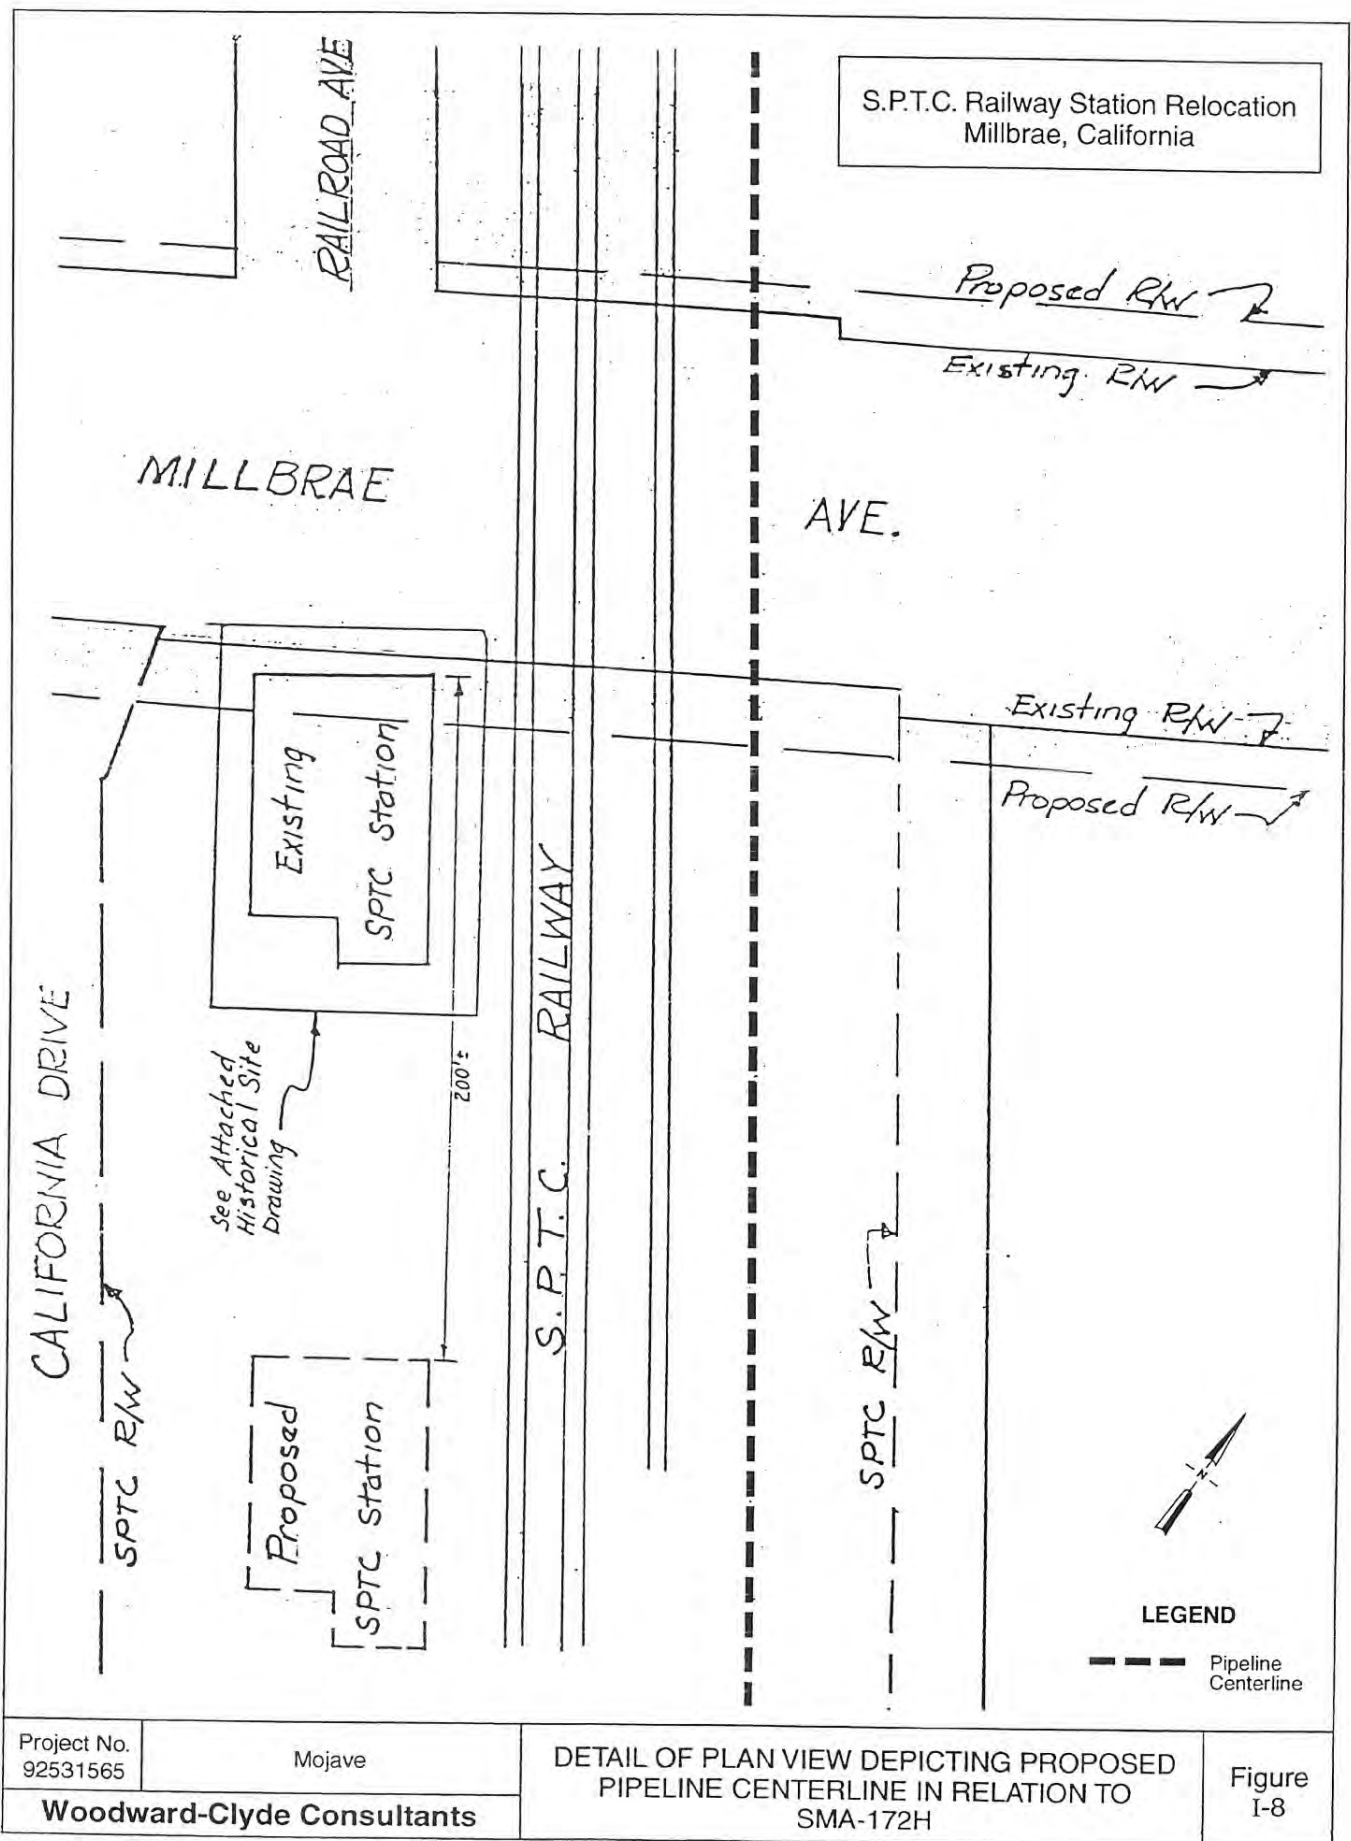 RAILROAD AVE
S.P.T.C. Railway Station Relocation
Millbrae, California
Proposed R/W
Existing R/W
MILLBRAE
AVE.
Existing R/W
Proposed R/W
Existing
SPTC Station
CALIFORNIA DRIVE
See Attached
Historical Site
Drawing
200'±
S.P.T.C. RAILWAY
SPTC R/W
SPTC R/W
Proposed
SPTC Station
N
LEGEND
Pipeline
Centerline
Project No.
92531565
Mojave
Woodward-Clyde Consultants
DETAIL OF PLAN VIEW DEPICTING PROPOSED
PIPELINE CENTERLINE IN RELATION TO
SMA-172H
Figure
I-8